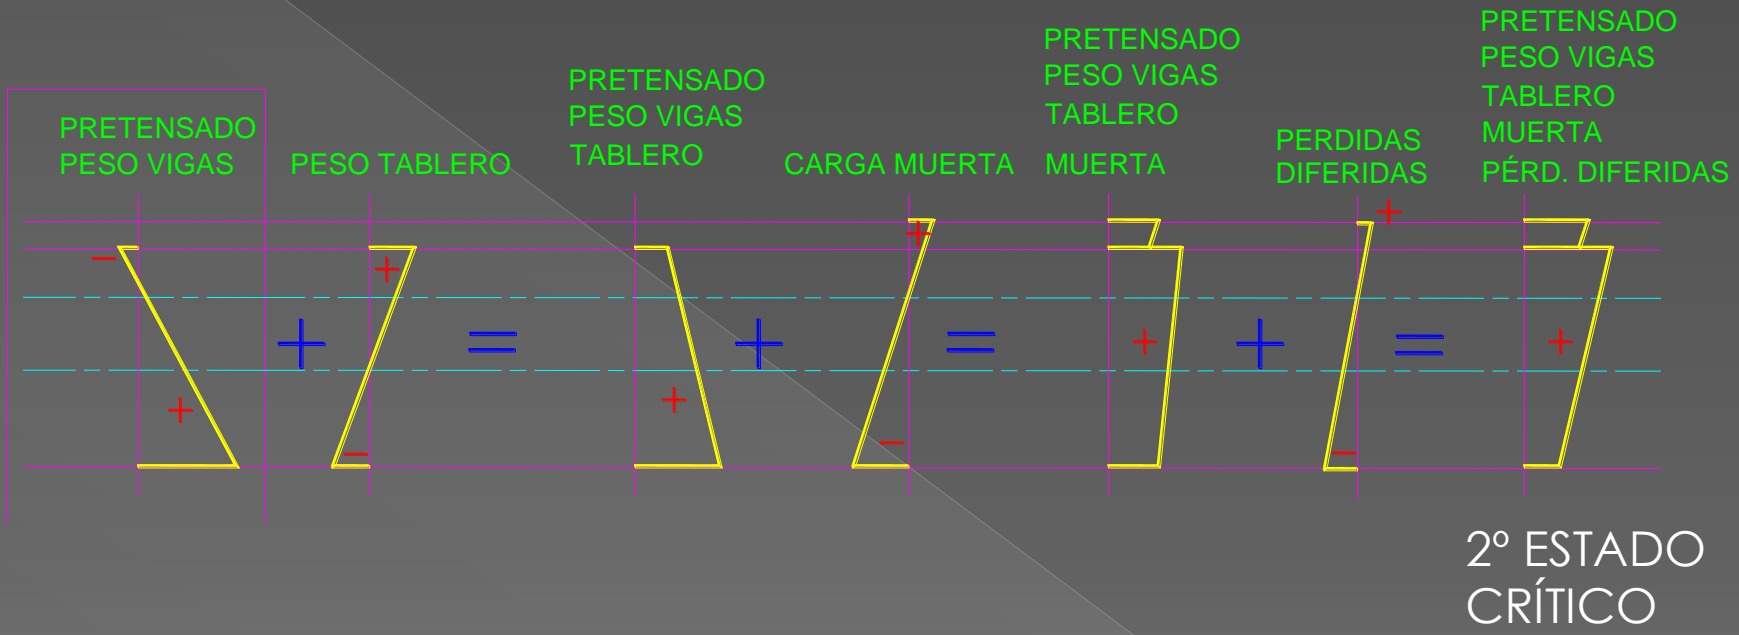 PRETENSADO
PESO VIGAS
PESO TABLERO
PRETENSADO
PESO VIGAS
TABLERO
CARGA MUERTA
PRETENSADO
PESO VIGAS
TABLERO
MUERTA
PERDIDAS
DIFERIDAS
PRETENSADO
PESO VIGAS
TABLERO
MUERTA
PÉRD. DIFERIDAS
- + + + - = + + + - = + + + - = +
2º ESTADO
CRÍTICO